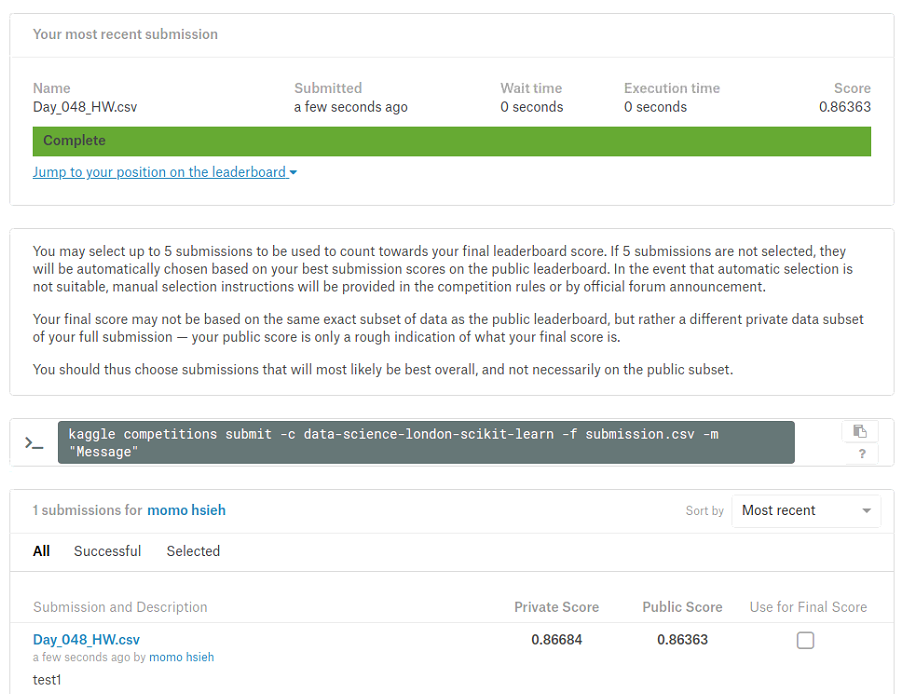 Your most recent submission
Name Submitted Wait time Execution time Score
Day_048_HW.csv a few seconds ago 0 seconds 0 seconds 0.86363
Complete
Jump to your position on the leaderboard
You may select up to 5 submissions to be used to count towards your final leaderboard score. If 5 submissions are not selected, they
will be automatically chosen based on your best submission scores on the public leaderboard. In the event that automatic selection is
not suitable, manual selection instructions will be provided in the competition rules or by official forum announcement.
Your final score may not be based on the same exact subset of data as the public leaderboard, but rather a different private data subset
of your full submission — your public score is only a rough indication of what your final score is.
You should thus choose submissions that will most likely be best overall, and not necessarily on the public subset.
>_ kaggle competitions submit -c data-science-london-scikit-learn -f submission.csv -m
"Message"
?
1 submissions for momo hsieh Sort by Most recent
All Successful Selected
Submission and Description Private Score Public Score Use for Final Score
Day_048_HW.csv 0.86684 0.86363
a few seconds ago by momo hsieh
test1